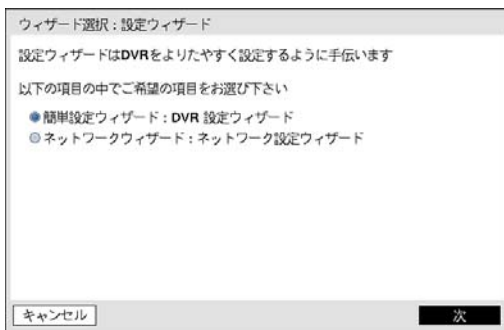 ウィザード選択：設定ウィザード
設定ウィザードはDVRをよりたやすく設定するように手伝います
以下の項目の中でご希望の項目をお選び下さい
簡単設定ウィザード：DVR 設定ウィザード
ネットワークウィザード：ネットワーク設定ウィザード
キャンセル
次